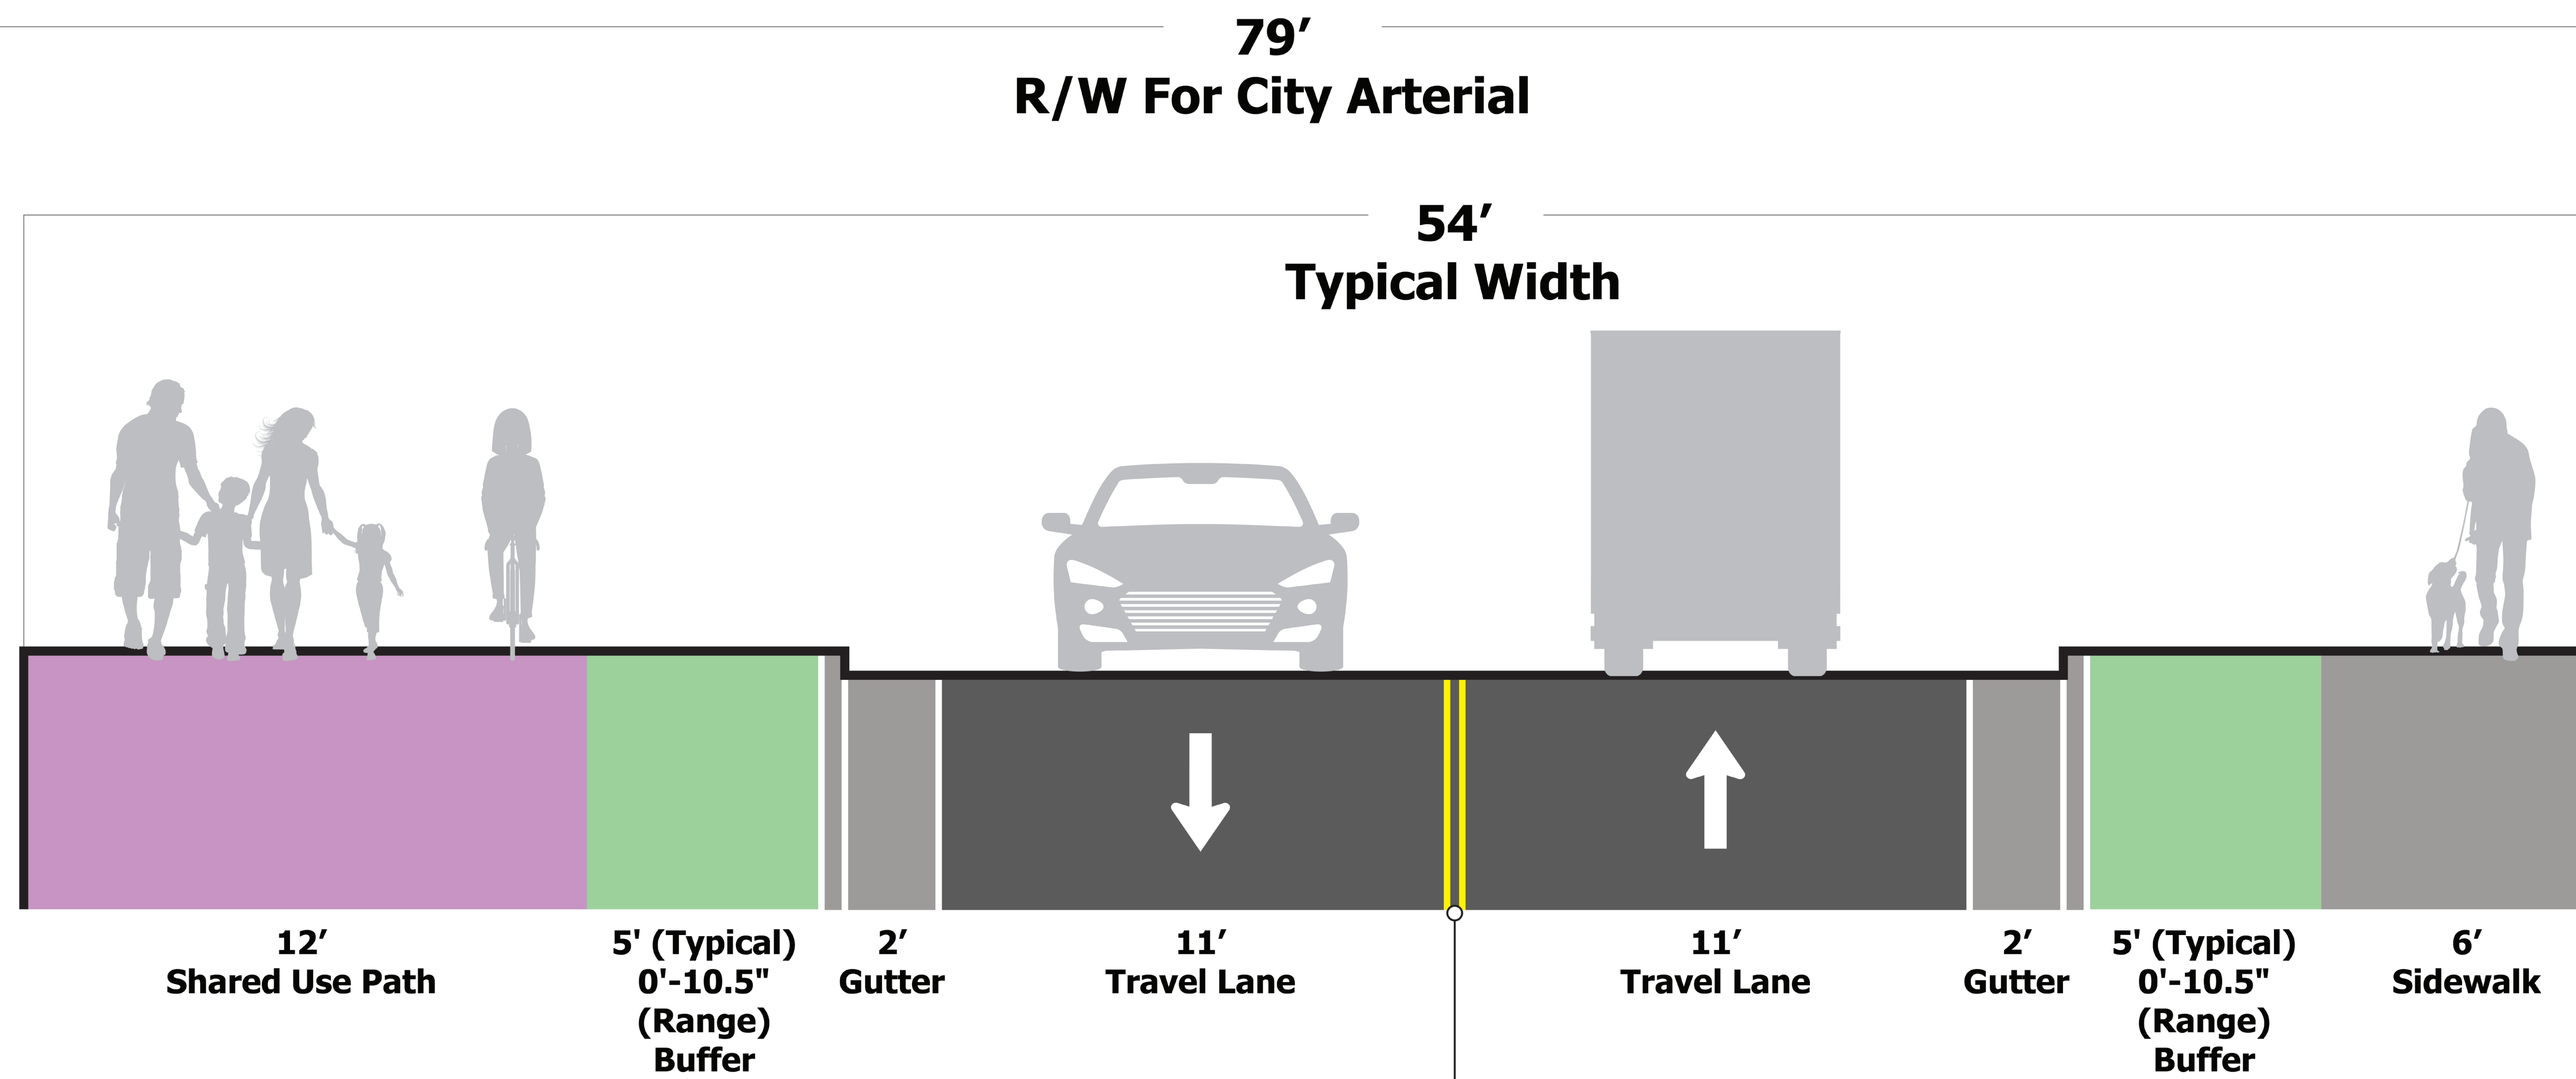 79′
R/W For City Arterial
54′
Typical Width
12′
Shared Use Path
5' (Typical)
0'-10.5"
(Range)
Buffer
2′
Gutter
11′
Travel Lane
11′
Travel Lane
2′
Gutter
5' (Typical)
0'-10.5"
(Range)
Buffer
6′
Sidewalk